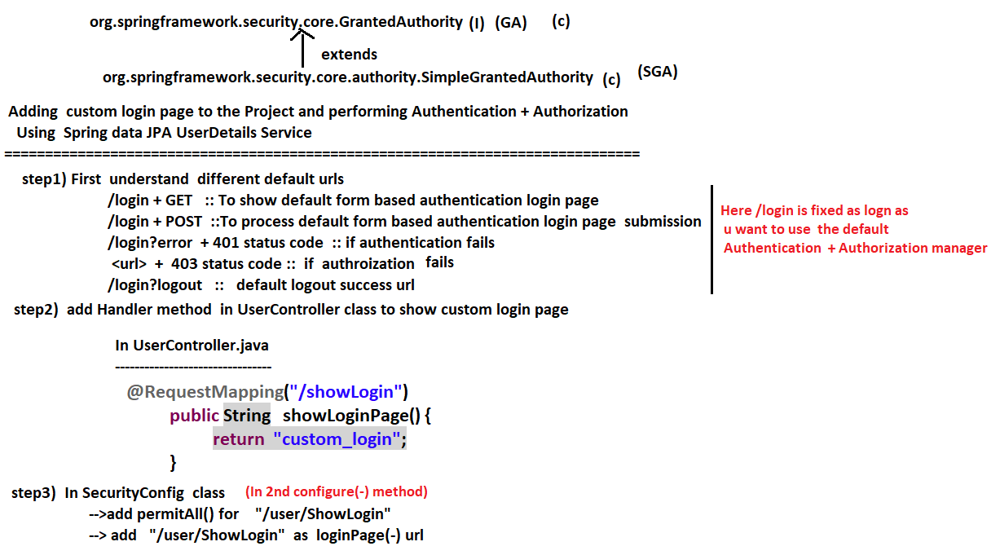 org.springframework.security.core.GrantedAuthority (I) (GA) (c)
extends
org.springframework.security.core.authority.SimpleGrantedAuthority (c) (SGA)
Adding custom login page to the Project and performing Authentication + Authorization
Using Spring data JPA UserDetails Service
==============================================================================
step1) First understand different default urls
/login + GET :: To show default form based authentication login page
/login + POST ::To process default form based authentication login page submission
/login?error + 401 status code :: if authentication fails
<url> + 403 status code :: if authroization fails
/login?logout :: default logout success url
Here /login is fixed as logn as
u want to use the default
Authentication + Authorization manager
step2) add Handler method in UserController class to show custom login page
In UserController.java
--------------------------------
@RequestMapping("/showLogin")
public String showLoginPage() {
return "custom_login";
}
step3) In SecurityConfig class (In 2nd configure(-) method)
-->add permitAll() for "/user/ShowLogin"
--> add "/user/ShowLogin" as loginPage(-) url